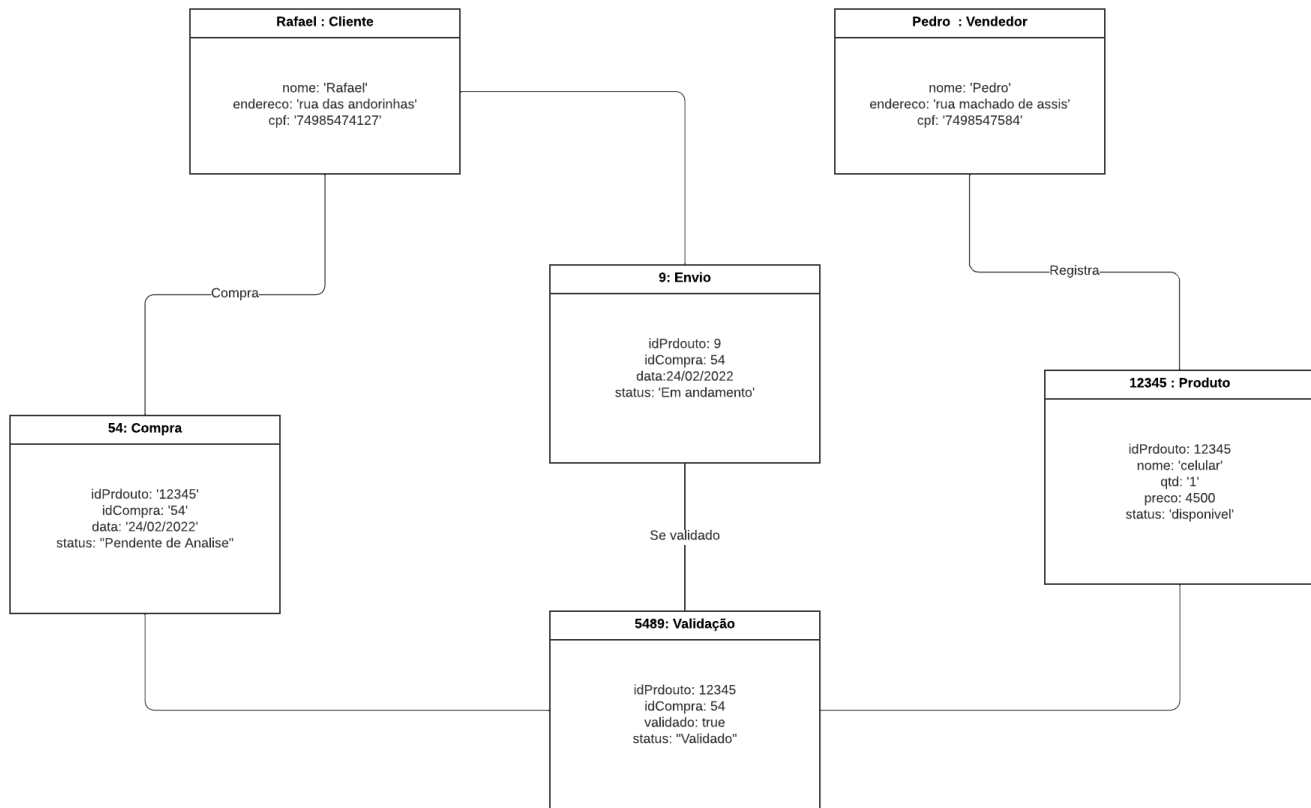 Rafael : Cliente
nome: 'Rafael'
endereco: 'rua das andorinhas'
cpf: '74985474127'
Pedro : Vendedor
nome: 'Pedro'
endereco: 'rua machado de assis'
cpf: '7498547584'
Compra
9: Envio
idPrdouto: 9
idCompra: 54
data:24/02/2022
status: 'Em andamento'
Registra
54: Compra
idPrdouto: '12345'
idCompra: '54'
data: '24/02/2022'
status: "Pendente de Analise"
12345 : Produto
idPrdouto: 12345
nome: 'celular'
qtd: '1'
preco: 4500
status: 'disponivel'
Se validado
5489: Validação
idPrdouto: 12345
idCompra: 54
validado: true
status: "Validado"